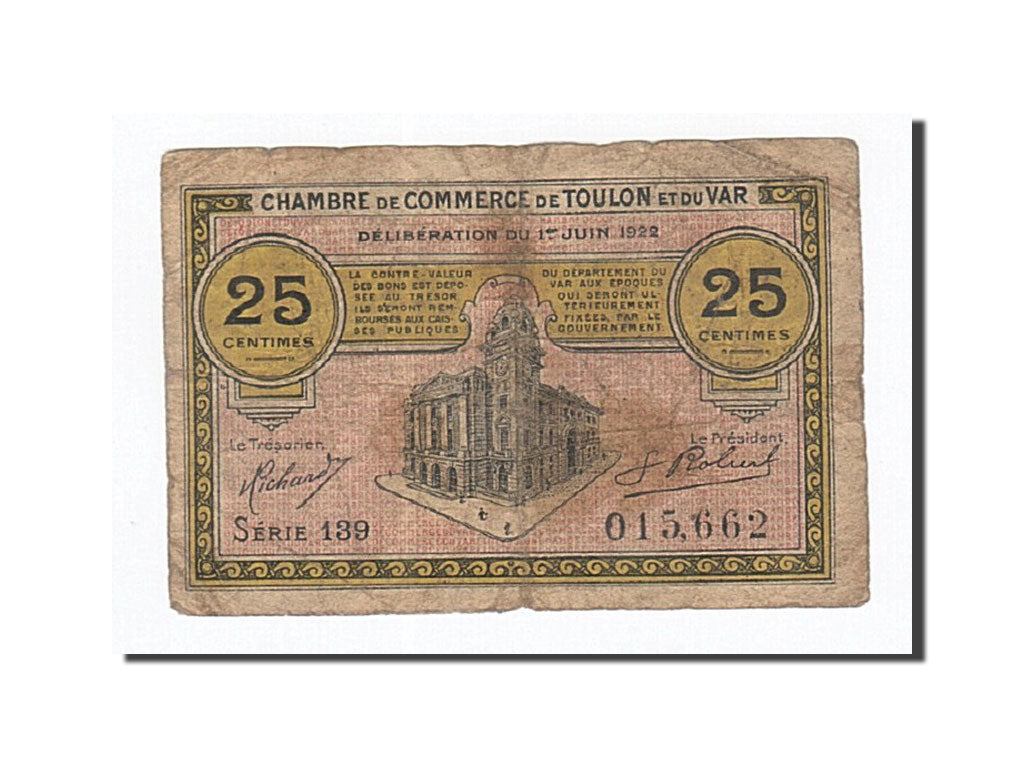 CHAMBRE DE COMMERCE DE TOULON ET DU VAR
DÉLIBÉRATION DU 1er JUIN 1922
25
CENTIMES
LA CONTRE-VALEUR
DES BONS EST DÉPO-
SÉE AU TRÉSOR
ILS SERONT REM-
BOURSÉS AUX CAIS-
SES PUBLIQUES
DU DÉPARTEMENT DU
VAR AUX ÉPOQUES
QUI SERONT UL-
TÉRIEUREMENT
FIXÉES, PAR LE
GOUVERNEMENT.
25
CENTIMES
Le Trésorier,
Richard
Le Président,
J Robert
SÉRIE 139
015,662